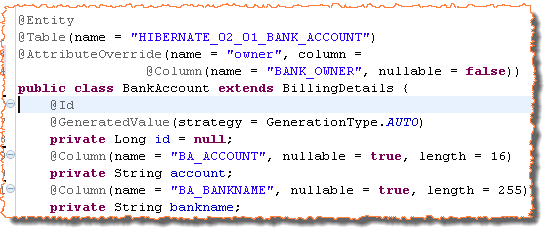 @Entity
@Table(name = "HIBERNATE_02_01_BANK_ACCOUNT")
@AttributeOverride(name = "owner", column =
@Column(name = "BANK_OWNER", nullable = false))
public class BankAccount extends BillingDetails {
@Id
@GeneratedValue(strategy = GenerationType.AUTO)
private Long id = null;
@Column(name = "BA_ACCOUNT", nullable = true, length = 16)
private String account;
@Column(name = "BA_BANKNAME", nullable = true, length = 255)
private String bankname;